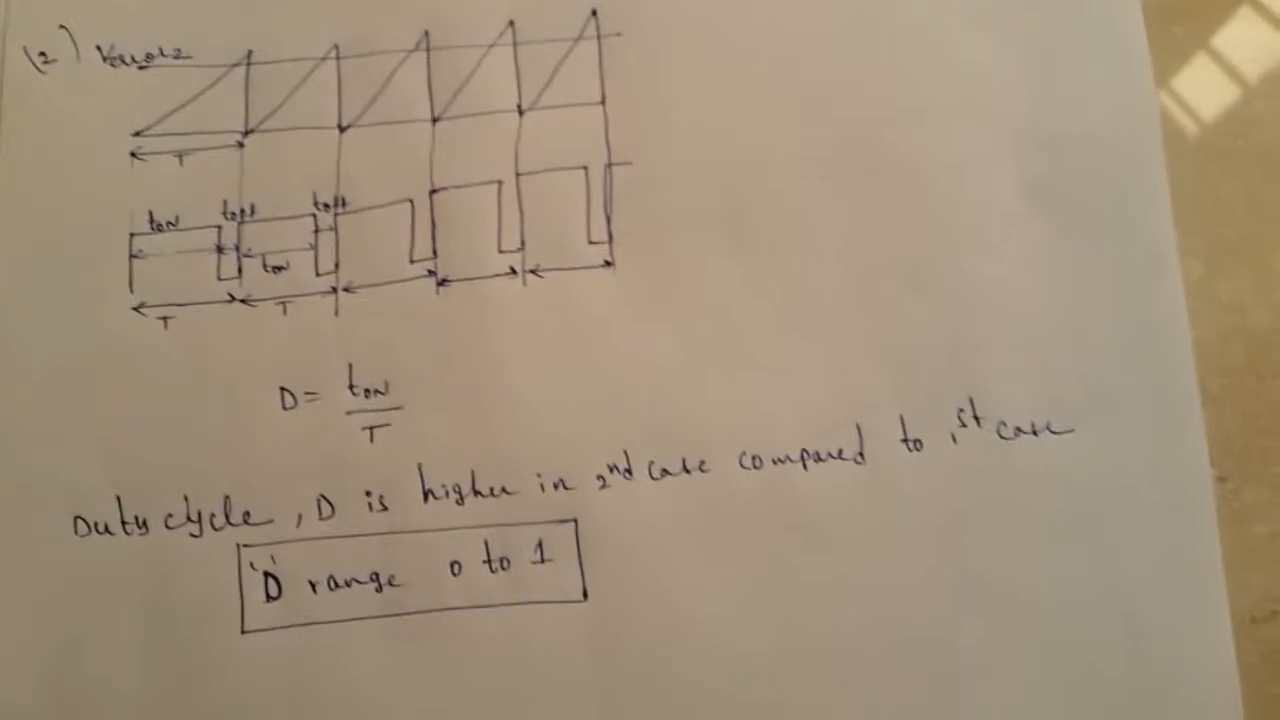 (2) Verror2
T
ton toff toff
ton
T T
D = ton
T
Duty cycle, D is higher in 2nd case compared to 1st case
'D' range 0 to 1